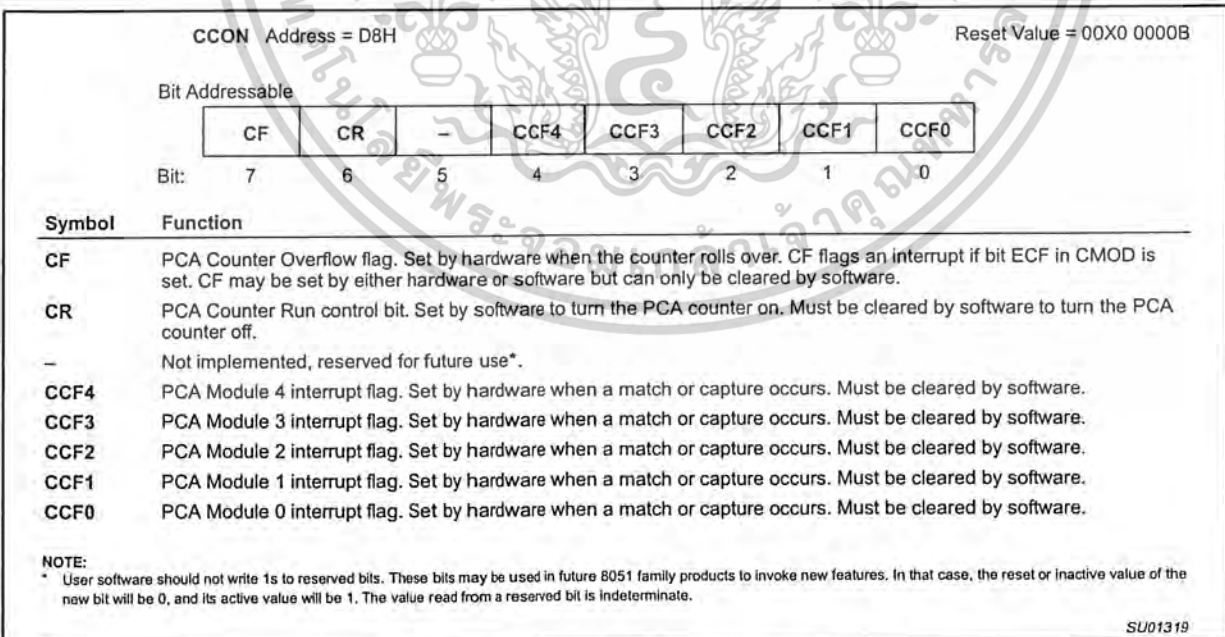 CCON Address = D8H
Reset Value = 00X0 0000B
Bit Addressable
CF CR – CCF4 CCF3 CCF2 CCF1 CCF0
Bit: 7 6 5 4 3 2 1 0
Symbol Function
CF PCA Counter Overflow flag. Set by hardware when the counter rolls over. CF flags an interrupt if bit ECF in CMOD is
set. CF may be set by either hardware or software but can only be cleared by software.
CR PCA Counter Run control bit. Set by software to turn the PCA counter on. Must be cleared by software to turn the PCA
counter off.
– Not implemented, reserved for future use*.
CCF4 PCA Module 4 interrupt flag. Set by hardware when a match or capture occurs. Must be cleared by software.
CCF3 PCA Module 3 interrupt flag. Set by hardware when a match or capture occurs. Must be cleared by software.
CCF2 PCA Module 2 interrupt flag. Set by hardware when a match or capture occurs. Must be cleared by software.
CCF1 PCA Module 1 interrupt flag. Set by hardware when a match or capture occurs. Must be cleared by software.
CCF0 PCA Module 0 interrupt flag. Set by hardware when a match or capture occurs. Must be cleared by software.
NOTE:
* User software should not write 1s to reserved bits. These bits may be used in future 8051 family products to invoke new features. In that case, the reset or inactive value of the
new bit will be 0, and its active value will be 1. The value read from a reserved bit is indeterminate.
SU01319